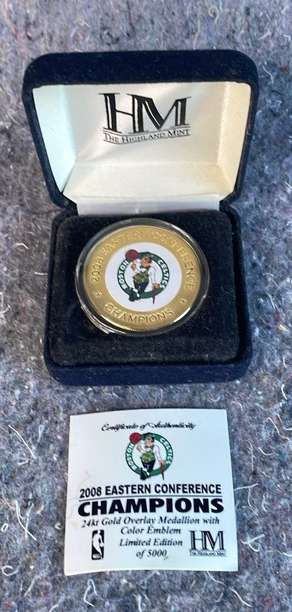 HM
THE HIGHLAND MINT
2008 EASTERN CONFERENCE
BOSTON CELTICS
CHAMPIONS
Certificate of Authenticity
BOSTON CELTICS
2008 EASTERN CONFERENCE
CHAMPIONS
24kt Gold Overlay Medallion with
Color Emblem
Limited Edition
of 5000
HM
THE HIGHLAND MINT